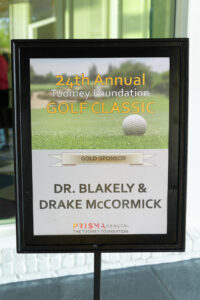 24th Annual
Tuomey Foundation
GOLF CLASSIC
GOLD SPONSOR
DR. BLAKELY &
DRAKE McCORMICK
PRISMA HEALTH.
THE TUOMEY FOUNDATION